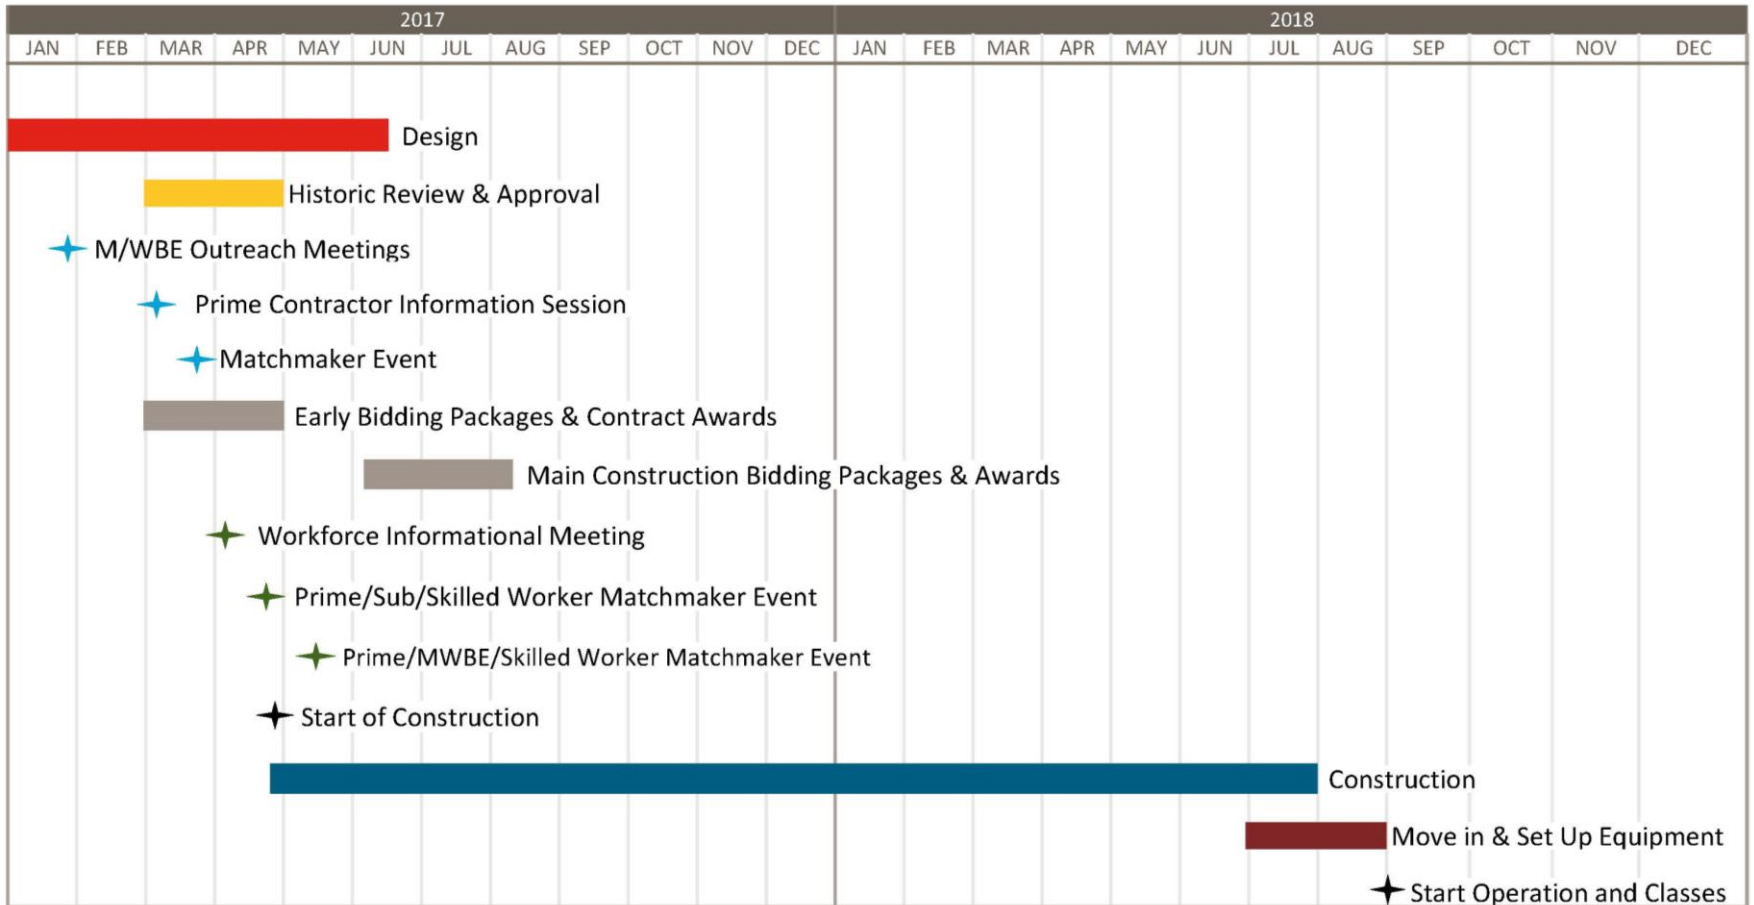 2017 2018
JAN FEB MAR APR MAY JUN JUL AUG SEP OCT NOV DEC JAN FEB MAR APR MAY JUN JUL AUG SEP OCT NOV DEC
Design
Historic Review & Approval
M/WBE Outreach Meetings
Prime Contractor Information Session
Matchmaker Event
Early Bidding Packages & Contract Awards
Main Construction Bidding Packages & Awards
Workforce Informational Meeting
Prime/Sub/Skilled Worker Matchmaker Event
Prime/MWBE/Skilled Worker Matchmaker Event
Start of Construction
Construction
Move in & Set Up Equipment
Start Operation and Classes